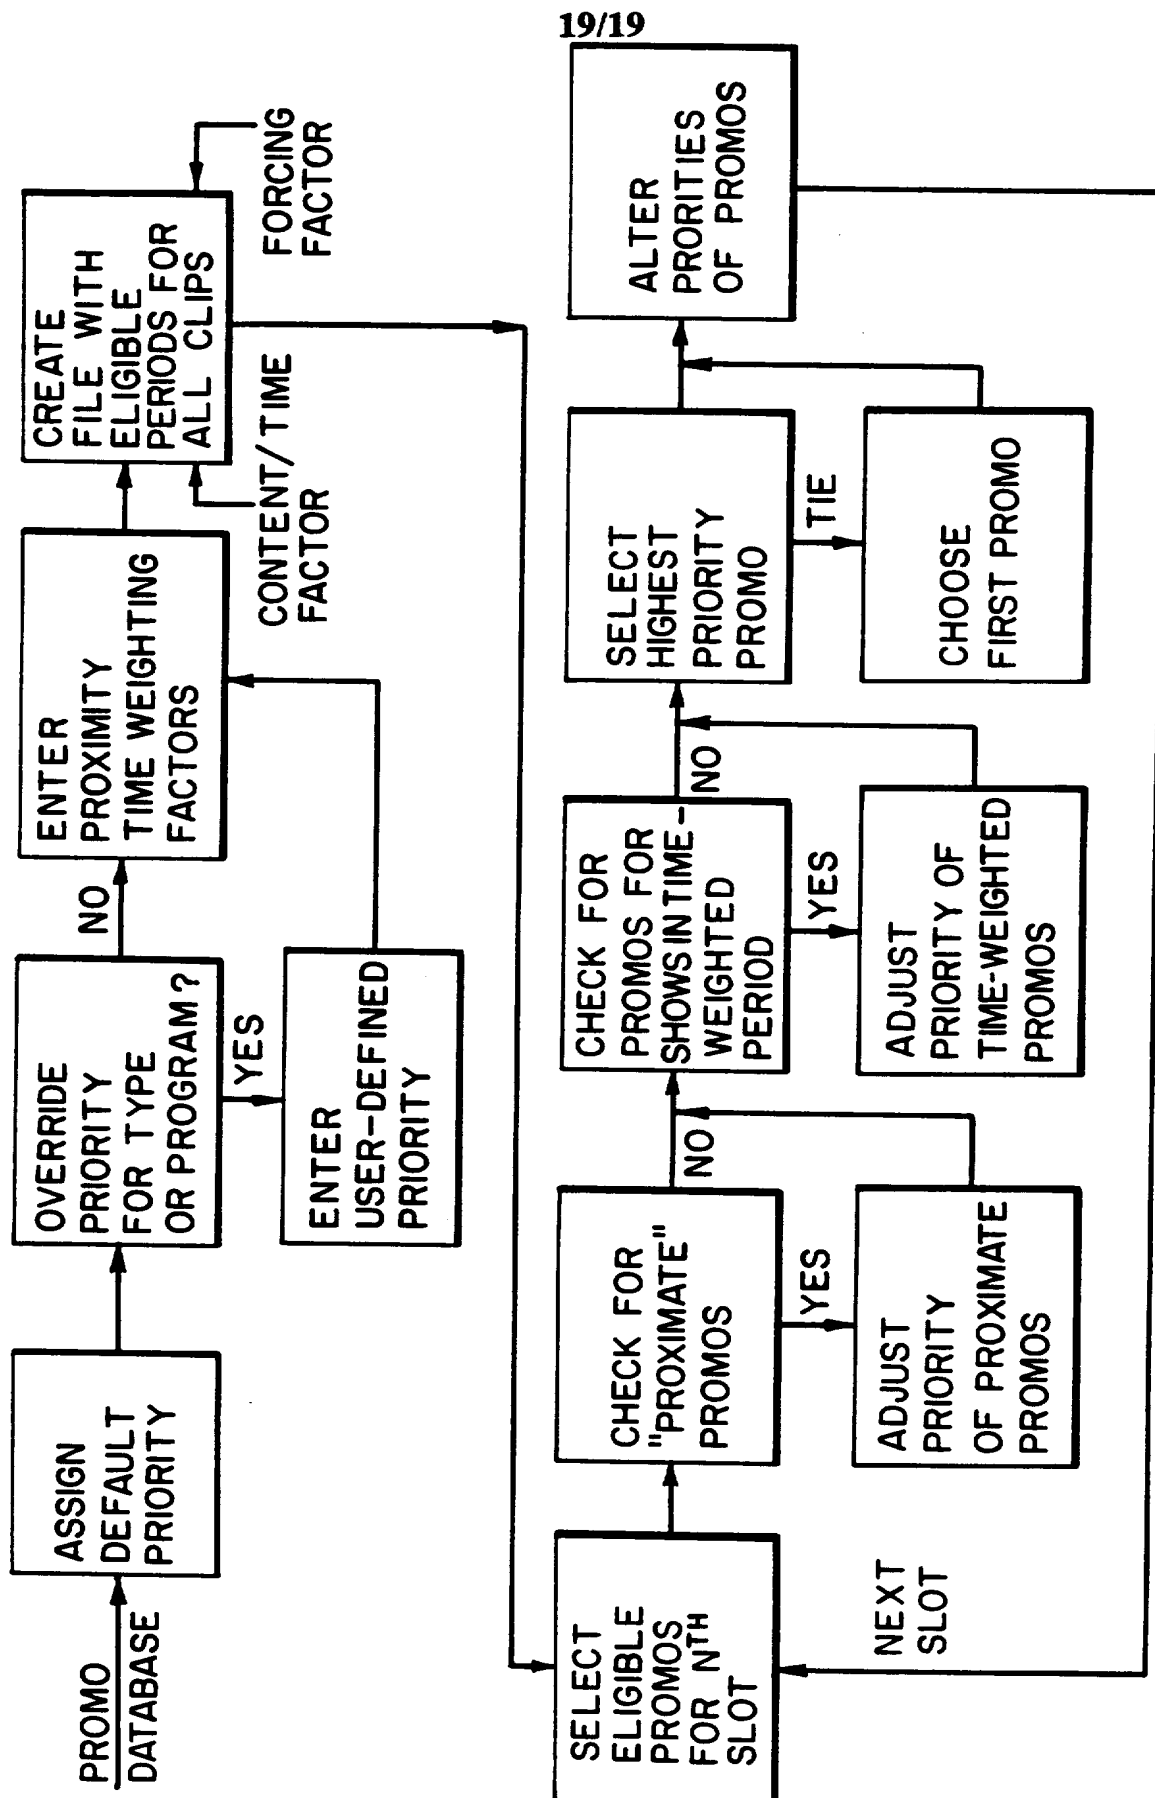 19/19
PROMO
DATABASE
ASSIGN
DEFAULT
PRIORITY
OVERRIDE
PRIORITY
FOR TYPE
OR PROGRAM?
NO
YES
ENTER
USER-DEFINED
PRIORITY
ENTER
PROXIMITY
TIME WEIGHTING
FACTORS
CREATE
FILE WITH
ELIGIBLE
PERIODS FOR
ALL CLIPS
CONTENT/TIME
FACTOR
FORCING
FACTOR
SELECT
ELIGIBLE
PROMOS
FOR NTH
SLOT
CHECK FOR
"PROXIMATE"
PROMOS
NO
YES
ADJUST
PRIORITY
OF PROXIMATE
PROMOS
CHECK FOR
PROMOS FOR
SHOWS IN TIME-
WEIGHTED
PERIOD
NO
YES
ADJUST
PRIORITY OF
TIME-WEIGHTED
PROMOS
SELECT
HIGHEST
PRIORITY
PROMO
TIE
CHOOSE
FIRST PROMO
ALTER
PRORITIES
OF PROMOS
NEXT
SLOT